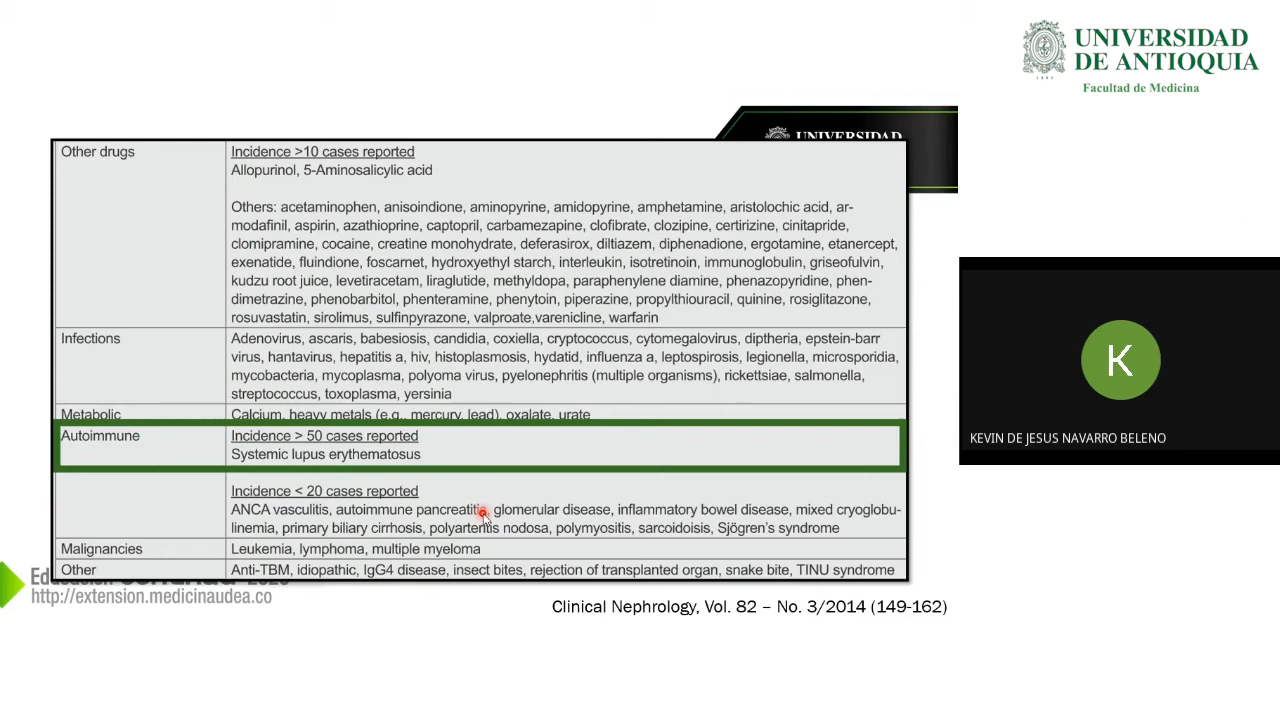 UNIVERSIDAD
DE ANTIOQUIA
Facultad de Medicina
UNIVERSIDAD
Other drugs
Incidence >10 cases reported
Allopurinol, 5-Aminosalicylic acid
Others: acetaminophen, anisoindione, aminopyrine, amidopyrine, amphetamine, aristolochic acid, ar-
modafinil, aspirin, azathioprine, captopril, carbamezapine, clofibrate, clozipine, certirizine, cinitapride,
clomipramine, cocaine, creatine monohydrate, deferasirox, diltiazem, diphenadione, ergotamine, etanercept,
exenatide, fluindione, foscarnet, hydroxyethyl starch, interleukin, isotretinoin, immunoglobulin, griseofulvin,
kudzu root juice, levetiracetam, liraglutide, methyldopa, paraphenylene diamine, phenazopyridine, phen-
dimetrazine, phenobarbitol, phenteramine, phenytoin, piperazine, propylthiouracil, quinine, rosiglitazone,
rosuvastatin, sirolimus, sulfinpyrazone, valproate,varenicline, warfarin
Infections
Adenovirus, ascaris, babesiosis, candidia, coxiella, cryptococcus, cytomegalovirus, diptheria, epstein-barr
virus, hantavirus, hepatitis a, hiv, histoplasmosis, hydatid, influenza a, leptospirosis, legionella, microsporidia,
mycobacteria, mycoplasma, polyoma virus, pyelonephritis (multiple organisms), rickettsiae, salmonella,
streptococcus, toxoplasma, yersinia
Metabolic
Calcium, heavy metals (e.g., mercury, lead), oxalate, urate
Autoimmune
Incidence > 50 cases reported
Systemic lupus erythematosus
Incidence < 20 cases reported
ANCA vasculitis, autoimmune pancreatitis, glomerular disease, inflammatory bowel disease, mixed cryoglobu-
linemia, primary biliary cirrhosis, polyarteritis nodosa, polymyositis, sarcoidoisis, Sjögren's syndrome
Malignancies
Leukemia, lymphoma, multiple myeloma
Other
Anti-TBM, idiopathic, IgG4 disease, insect bites, rejection of transplanted organ, snake bite, TINU syndrome
http://extension.medicinaudea.co
Clinical Nephrology, Vol. 82 – No. 3/2014 (149-162)
K
KEVIN DE JESUS NAVARRO BELENO